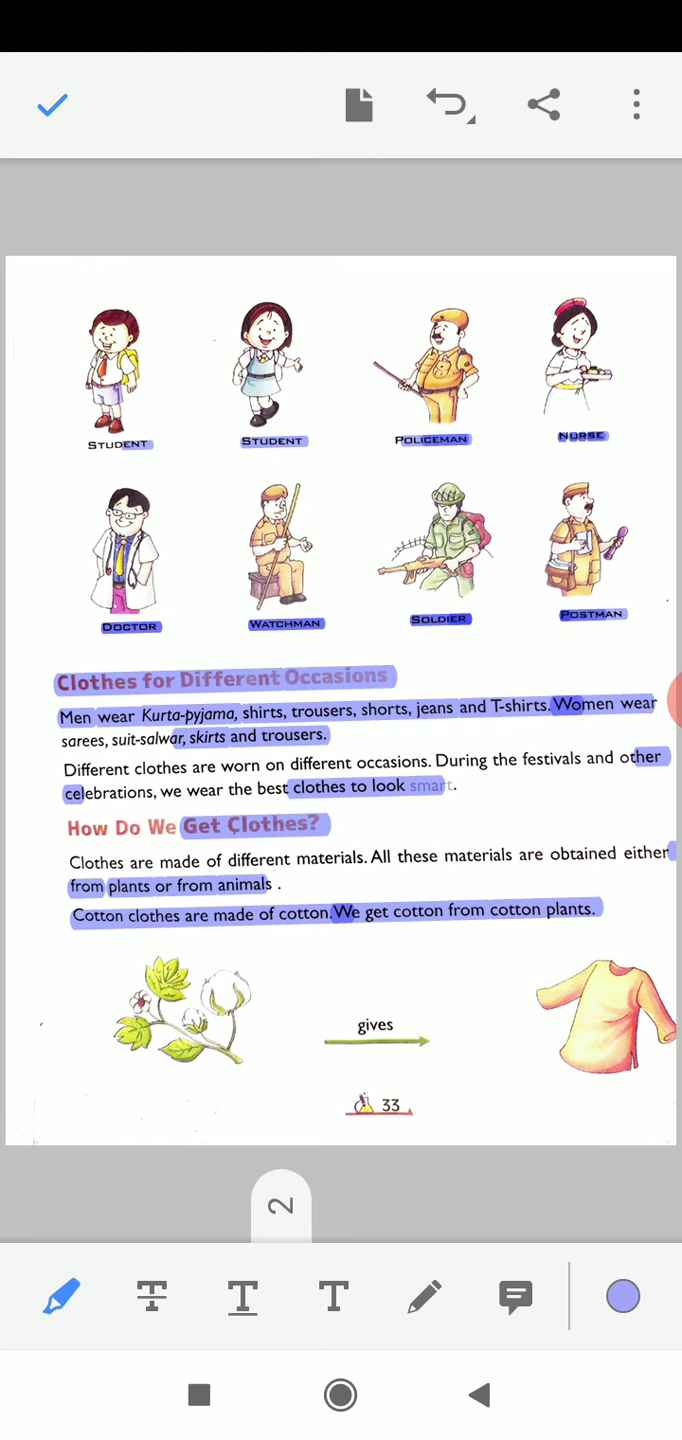 STUDENT STUDENT POLICEMAN NURSE
DOCTOR WATCHMAN SOLDIER POSTMAN
Clothes for Different Occasions
Men wear Kurta-pyjama, shirts, trousers, shorts, jeans and T-shirts. Women wear
sarees, suit-salwar, skirts and trousers.
Different clothes are worn on different occasions. During the festivals and other
celebrations, we wear the best clothes to look smart.
How Do We Get Clothes?
Clothes are made of different materials. All these materials are obtained either
from plants or from animals .
Cotton clothes are made of cotton. We get cotton from cotton plants.
gives
33
2
T T T